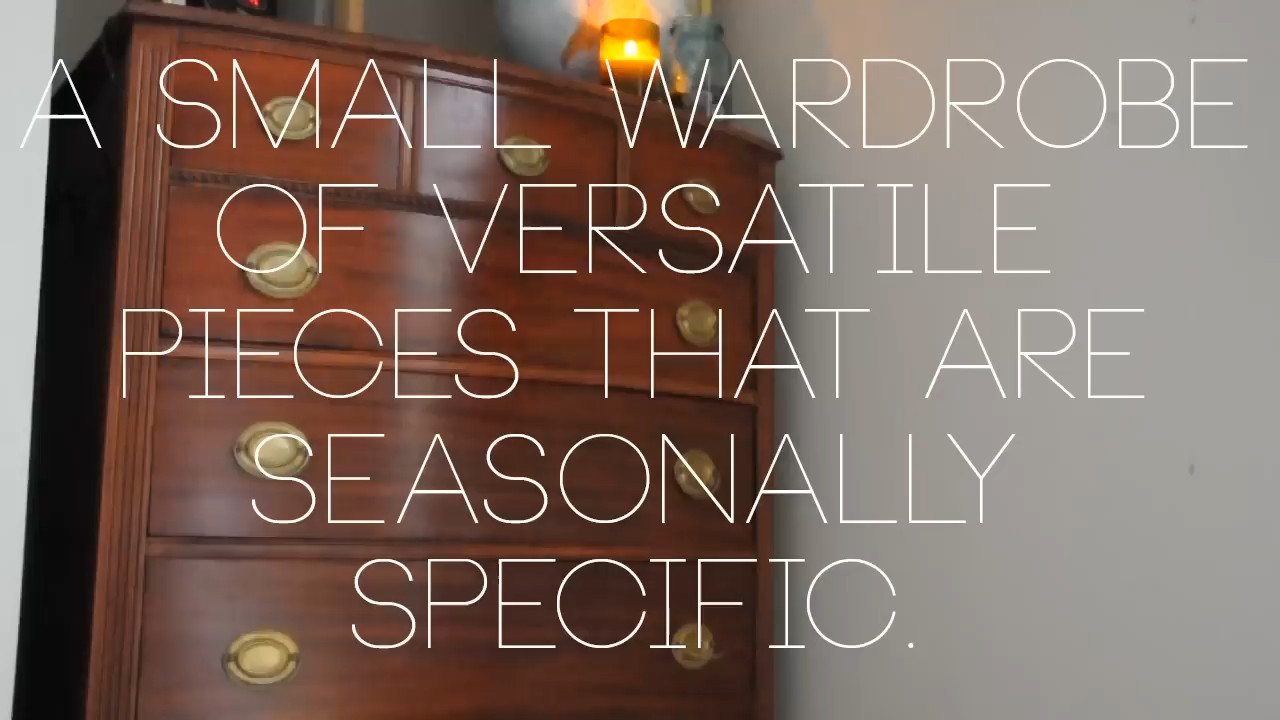 A SMALL WARDROBE
OF VERSATILE
PIECES THAT ARE
SEASONALLY
SPECIFIC.